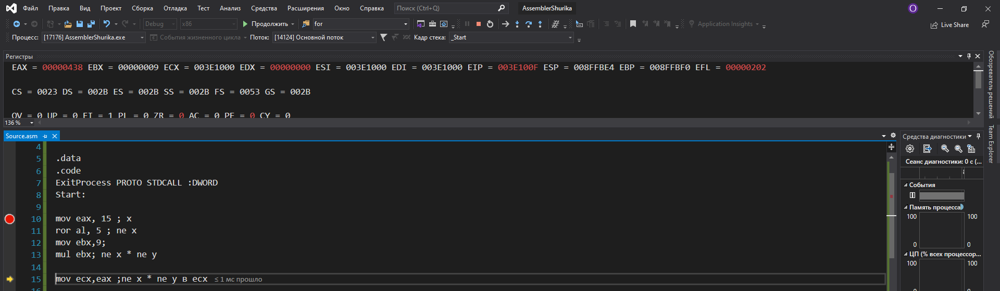 Файл Правка Вид Проект Сборка Отладка Тест Анализ Средства Расширения Окно Справка Поиск (Ctrl+Q) AssemblerShurika O
Debug x86 Продолжить for Application Insights Live Share
Процесс: [17176] AssemblerShurika.exe События жизненного цикла Поток: [14124] Основной поток Кадр стека: _Start
Регистры
EAX = 00000438 EBX = 00000009 ECX = 003E1000 EDX = 00000000 ESI = 003E1000 EDI = 003E1000 EIP = 003E100F ESP = 008FFBE4 EBP = 008FFBF0 EFL = 00000202
CS = 0023 DS = 002B ES = 002B SS = 002B FS = 0053 GS = 002B
OV = 0 UP = 0 EI = 1 PL = 0 ZR = 0 AC = 0 PE = 0 CY = 0
136 %
Обозреватель решений
Team Explorer
Source.asm
4
5 .data
6 .code
7 ExitProcess PROTO STDCALL :DWORD
8 Start:
9
10 mov eax, 15 ; x
11 ror al, 5 ; ne x
12 mov ebx,9;
13 mul ebx; ne x * ne y
14
15 mov ecx,eax ;ne x * ne y в ecx ≤ 1 мс прошло
16
Средства диагностики
Сеанс диагностики: 0 с (...
События
Память процесса
100 100
0 0
ЦП (% всех процессор...
100 100
0 0